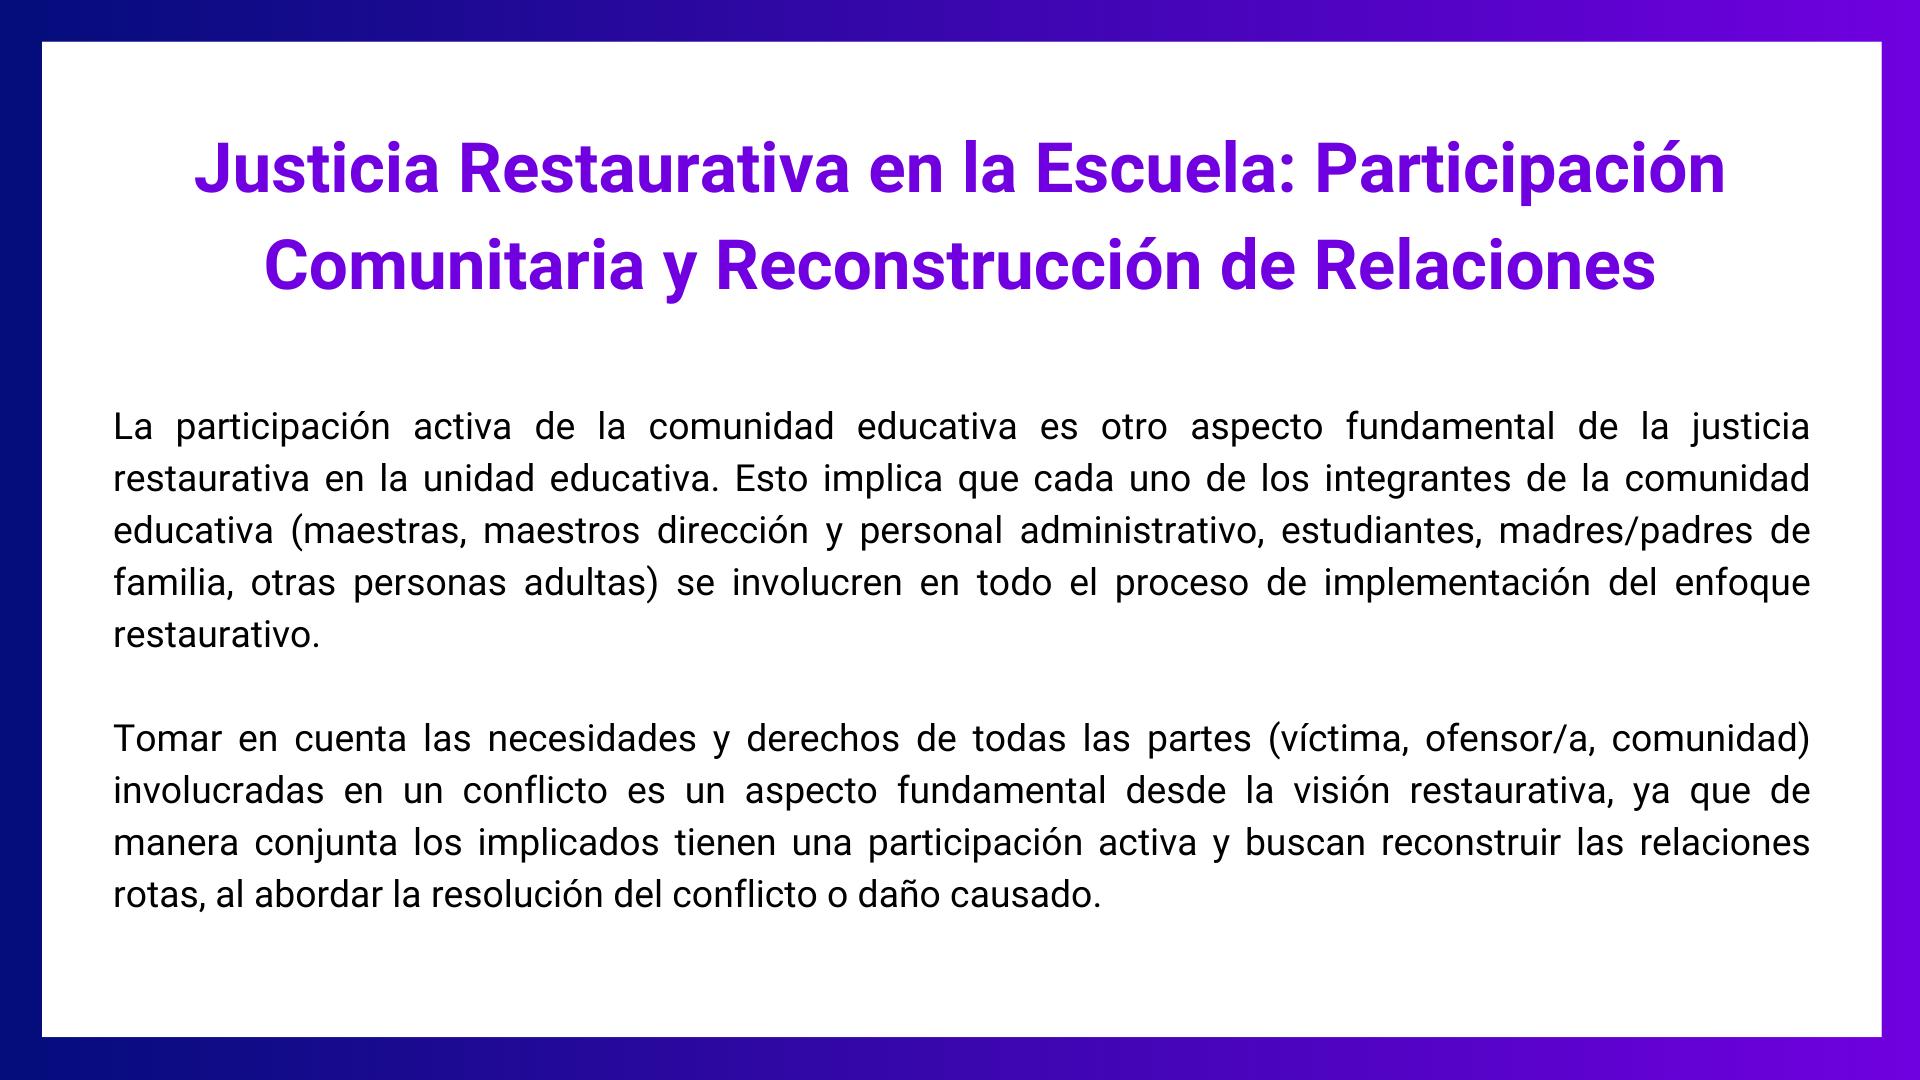 Justicia Restaurativa en la Escuela: Participación
Comunitaria y Reconstrucción de Relaciones
La participación activa de la comunidad educativa es otro aspecto fundamental de la justicia
restaurativa en la unidad educativa. Esto implica que cada uno de los integrantes de la comunidad
educativa (maestras, maestros dirección y personal administrativo, estudiantes, madres/padres de
familia, otras personas adultas) se involucren en todo el proceso de implementación del enfoque
restaurativo.
Tomar en cuenta las necesidades y derechos de todas las partes (víctima, ofensor/a, comunidad)
involucradas en un conflicto es un aspecto fundamental desde la visión restaurativa, ya que de
manera conjunta los implicados tienen una participación activa y buscan reconstruir las relaciones
rotas, al abordar la resolución del conflicto o daño causado.